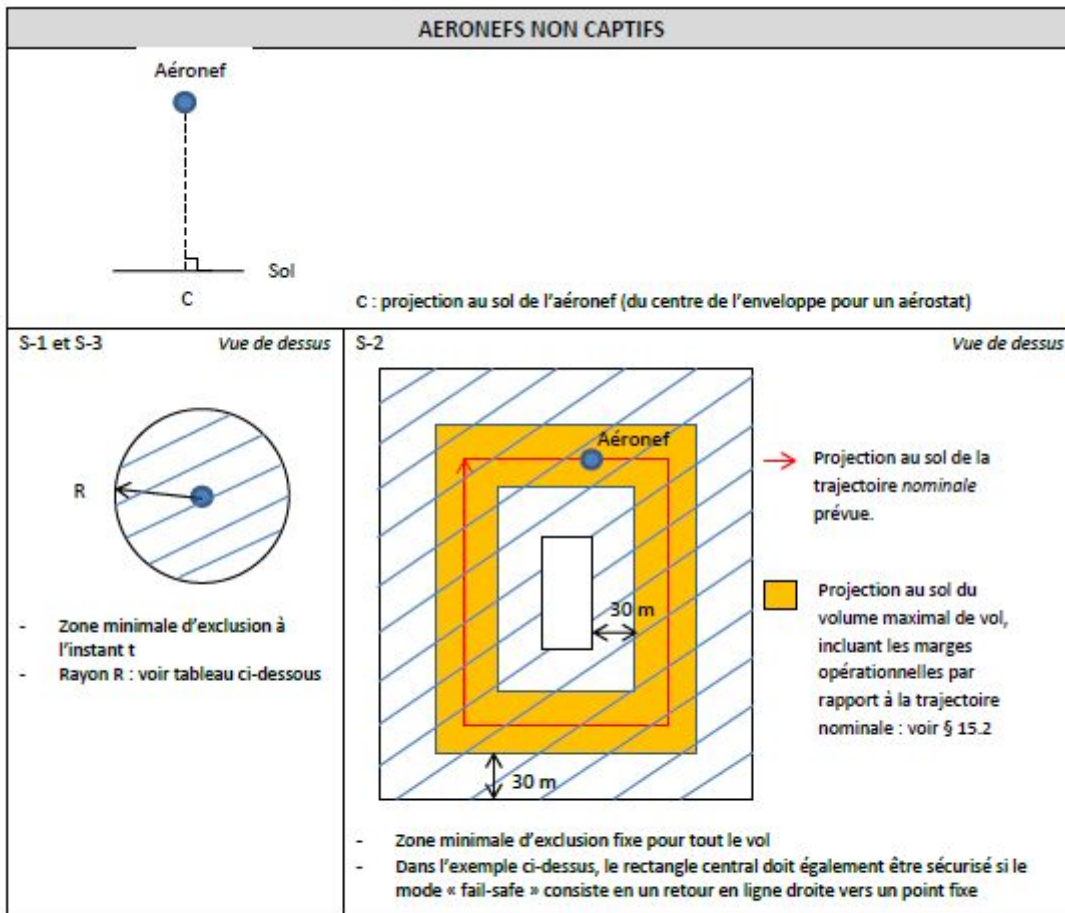 AERONEFS NON CAPTIFS
Aéronef
Sol
C
C : projection au sol de l'aéronef (du centre de l'enveloppe pour un aérostat)
S-1 et S-3
Vue de dessus
R
- Zone minimale d'exclusion à
l'instant t
- Rayon R : voir tableau ci-dessous
S-2
Vue de dessus
Aéronef
30 m
30 m
Projection au sol de la
trajectoire nominale
prévue.
Projection au sol du
volume maximal de vol,
incluant les marges
opérationnelles par
rapport à la trajectoire
nominale : voir § 15.2
- Zone minimale d'exclusion fixe pour tout le vol
- Dans l'exemple ci-dessus, le rectangle central doit également être sécurisé si le
mode « fail-safe » consiste en un retour en ligne droite vers un point fixe